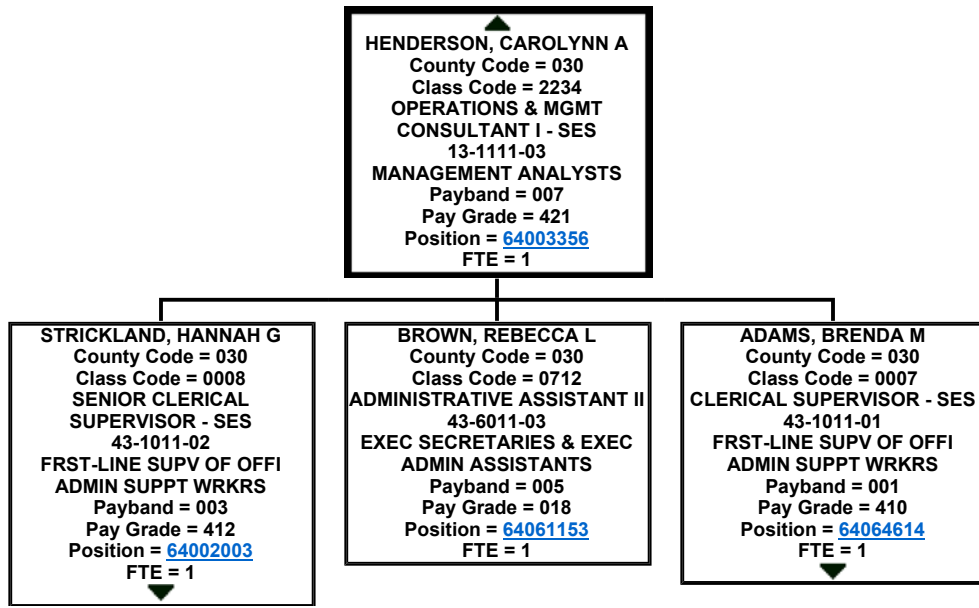 HENDERSON, CAROLYNN A
County Code = 030
Class Code = 2234
OPERATIONS & MGMT
CONSULTANT I - SES
13-1111-03
MANAGEMENT ANALYSTS
Payband = 007
Pay Grade = 421
Position = 64003356
FTE = 1
STRICKLAND, HANNAH G
County Code = 030
Class Code = 0008
SENIOR CLERICAL
SUPERVISOR - SES
43-1011-02
FRST-LINE SUPV OF OFFI
ADMIN SUPPT WRKRS
Payband = 003
Pay Grade = 412
Position = 64002003
FTE = 1
BROWN, REBECCA L
County Code = 030
Class Code = 0712
ADMINISTRATIVE ASSISTANT II
43-6011-03
EXEC SECRETARIES & EXEC
ADMIN ASSISTANTS
Payband = 005
Pay Grade = 018
Position = 64061153
FTE = 1
ADAMS, BRENDA M
County Code = 030
Class Code = 0007
CLERICAL SUPERVISOR - SES
43-1011-01
FRST-LINE SUPV OF OFFI
ADMIN SUPPT WRKRS
Payband = 001
Pay Grade = 410
Position = 64064614
FTE = 1